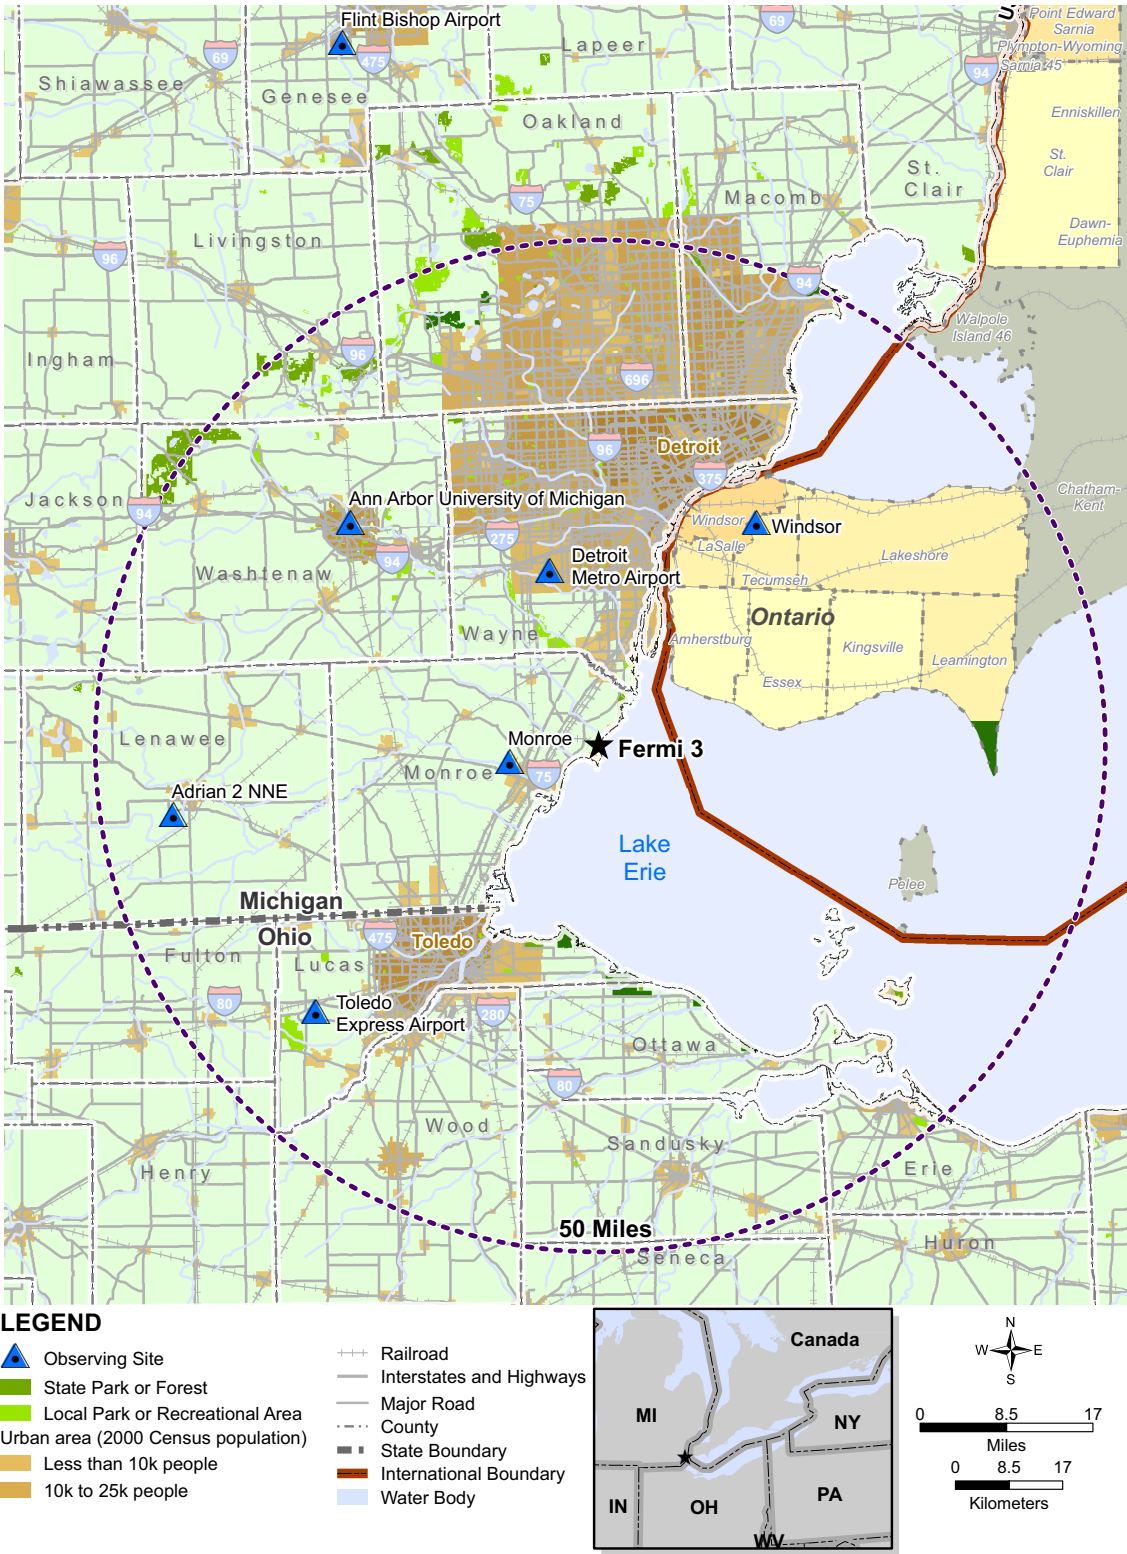 Flint Bishop Airport
69
475
69
Lapeer
Shiawassee
Genesee
Point Edward
Sarnia
Plympton-Wyoming
Sarnia 45
94
Enniskillen
St.
Clair
Dawn-
Euphemia
Oakland
St.
Clair
Macomb
75
Livingston
96
94
Walpole
Island 46
Ingham
96
696
Detroit
96
375
Jackson
94
Ann Arbor University of Michigan
275
94
Washtenaw
Detroit
Metro Airport
Wayne
Windsor
Windsor
LaSalle
Tecumseh
Lakeshore
Chatham-
Kent
Ontario
Amherstburg
Kingsville
Leamington
Essex
Lenawee
Monroe
Monroe
75
Fermi 3
Adrian 2 NNE
Lake
Erie
Pelee
Michigan
Ohio
475
Toledo
Fulton
Lucas
80
Toledo
Express Airport
280
Ottawa
80
Wood
Sandusky
Henry
Erie
50 Miles
Seneca
Huron
LEGEND
Observing Site
State Park or Forest
Local Park or Recreational Area
Urban area (2000 Census population)
Less than 10k people
10k to 25k people
Railroad
Interstates and Highways
Major Road
County
State Boundary
International Boundary
Water Body
Canada
MI
NY
IN
OH
PA
WV
N
W E
S
0 8.5 17
Miles
0 8.5 17
Kilometers